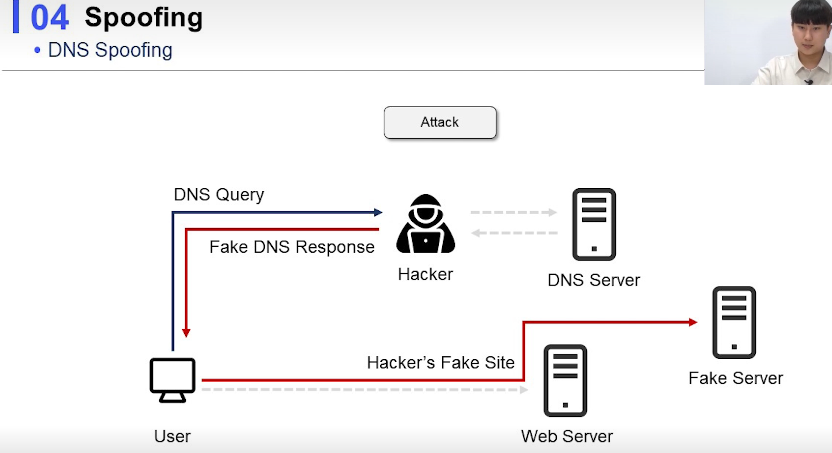 04 Spoofing
• DNS Spoofing
Attack
DNS Query
Fake DNS Response
Hacker
DNS Server
Hacker's Fake Site
Fake Server
User
Web Server